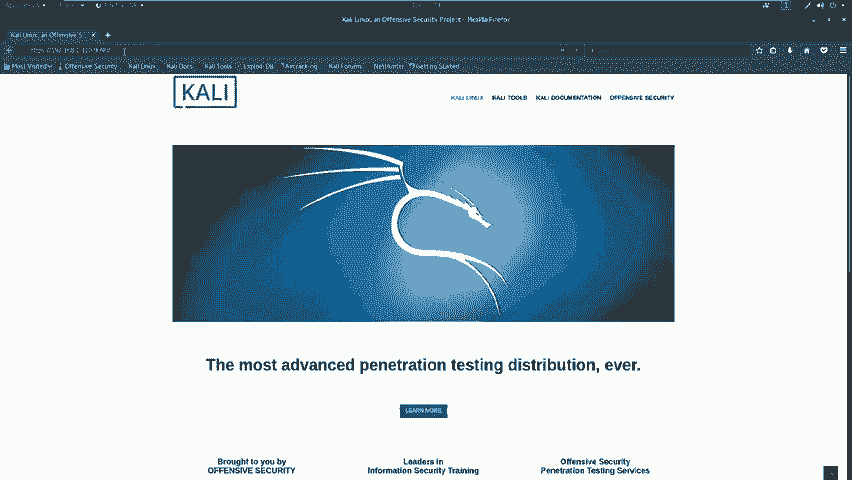 Kali Linux, an Offensive Security Project - Mozilla Firefox
Kali Linux, an Offensive S
Most Visited Offensive Security Kali Linux Kali Docs Kali Tools Exploit-DB Aircrack-ng Kali Forums NetHunter Getting Started
KALI
KALI LINUX KALI TOOLS KALI DOCUMENTATION OFFENSIVE SECURITY
The most advanced penetration testing distribution, ever.
LEARN MORE
Brought to you by
OFFENSIVE SECURITY
Leaders in
Information Security Training
Offensive Security
Penetration Testing Services